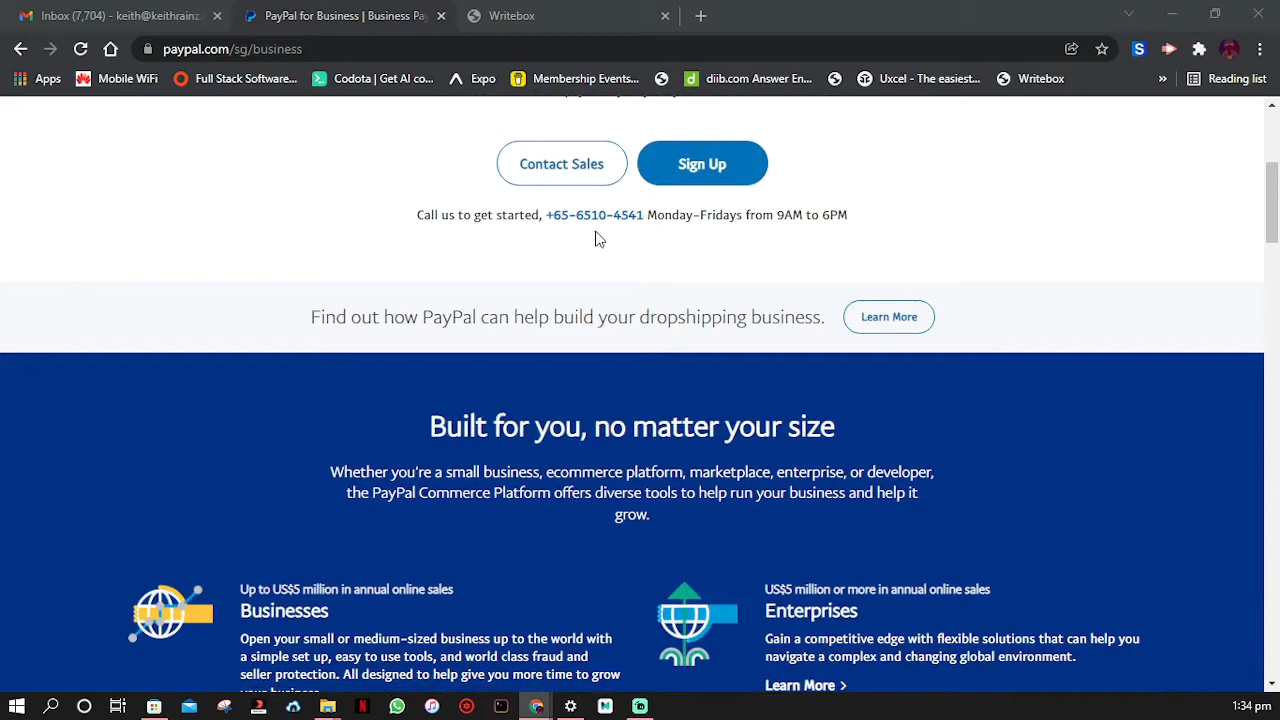 Inbox (7,704) - keith@keithrainz.
PayPal for Business | Business Pa
Writebox
paypal.com/sg/business
Apps
Mobile WiFi
Full Stack Software...
Codota | Get AI co...
Expo
Membership Events...
diib.com Answer En...
Uxcel - The easiest...
Writebox
»
Reading list
Contact Sales
Sign Up
Call us to get started, +65-6510-4541 Monday-Fridays from 9AM to 6PM
Find out how PayPal can help build your dropshipping business.
Learn More
Built for you, no matter your size
Whether you're a small business, ecommerce platform, marketplace, enterprise, or developer,
the PayPal Commerce Platform offers diverse tools to help run your business and help it
grow.
Up to US$5 million in annual online sales
Businesses
Open your small or medium-sized business up to the world with
a simple set up, easy to use tools, and world class fraud and
seller protection. All designed to help give you more time to grow
your business.
US$5 million or more in annual online sales
Enterprises
Gain a competitive edge with flexible solutions that can help you
navigate a complex and changing global environment.
Learn More >
1:34 pm